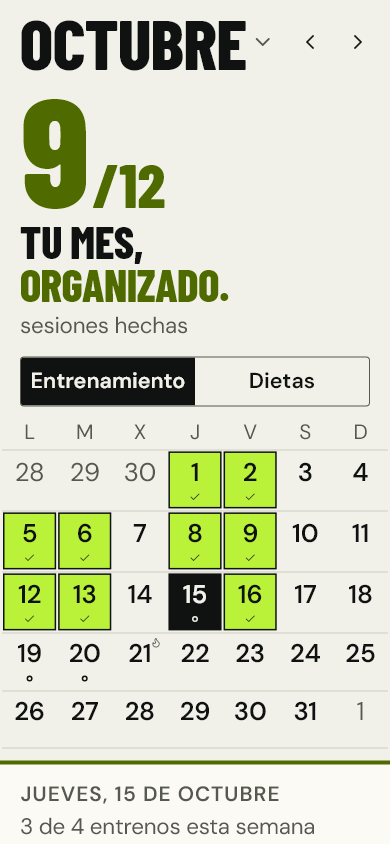 OCTUBRE
9/12
TU MES,
ORGANIZADO.
sesiones hechas
Entrenamiento Dietas
L M X J V S D
28 29 30 1 2 3 4
5 6 7 8 9 10 11
12 13 14 15 16 17 18
19 20 21 22 23 24 25
26 27 28 29 30 31 1
JUEVES, 15 DE OCTUBRE
3 de 4 entrenos esta semana